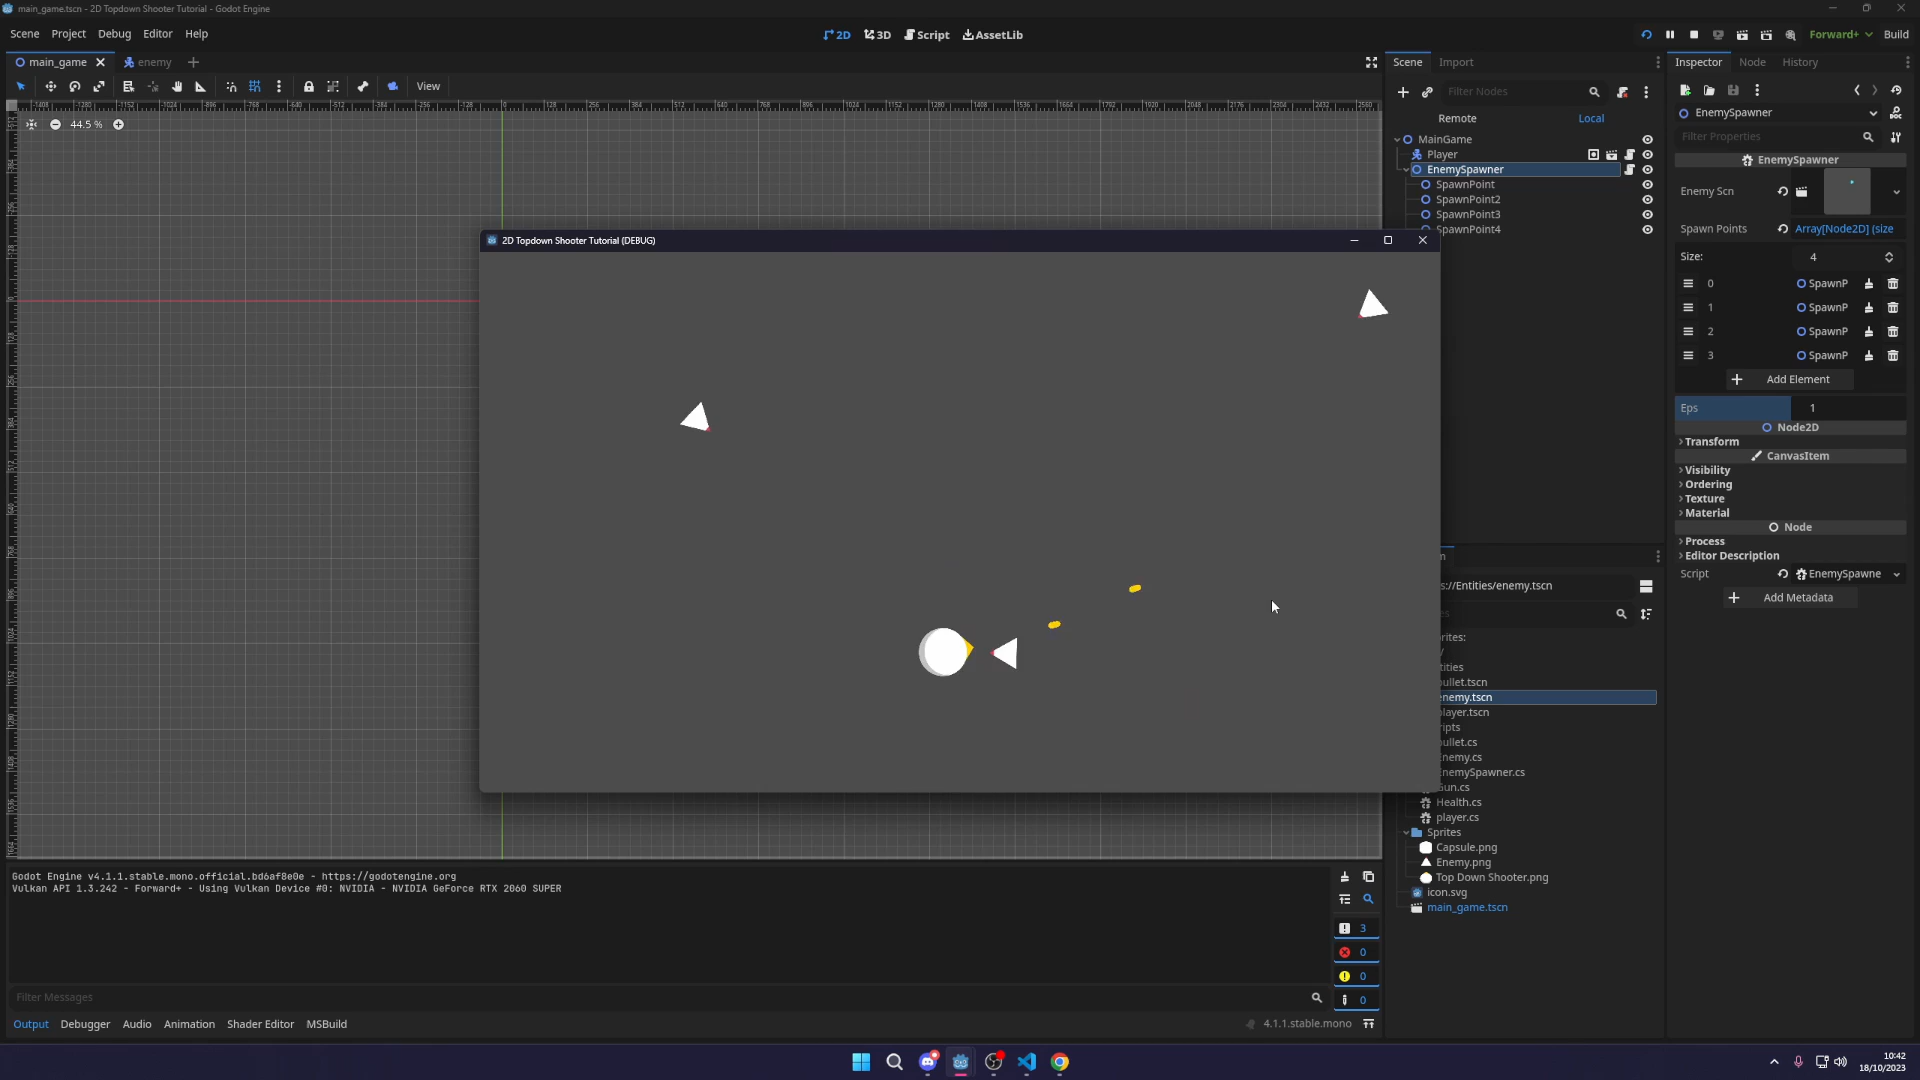 main_game.tscn - 2D Topdown Shooter Tutorial - Godot Engine
Scene Project Debug Editor Help
2D 3D Script AssetLib
Forward+ Build
main_game enemy
View
44.5 %
Scene Import
Filter Nodes
Remote Local
MainGame
Player
EnemySpawner
SpawnPoint
SpawnPoint2
SpawnPoint3
SpawnPoint4
Inspector Node History
EnemySpawner
Filter Properties
EnemySpawner
Enemy Scn
Spawn Points Array[Node2D] (size
Size: 4
0 SpawnP
1 SpawnP
2 SpawnP
3 SpawnP
Add Element
Eps 1
Node2D
Transform
CanvasItem
Visibility
Ordering
Texture
Material
Node
Process
Editor Description
Script EnemySpawne
Add Metadata
2D Topdown Shooter Tutorial (DEBUG)
s://Entities/enemy.tscn
rites:
tities
ullet.tscn
nemy.tscn
layer.tscn
ripts
ullet.cs
nemy.cs
nemySpawner.cs
un.cs
Health.cs
player.cs
Sprites
Capsule.png
Enemy.png
Top Down Shooter.png
icon.svg
main_game.tscn
Godot Engine v4.1.1.stable.mono.official.bd6af8e0e - https://godotengine.org
Vulkan API 1.3.242 - Forward+ - Using Vulkan Device #0: NVIDIA - NVIDIA GeForce RTX 2060 SUPER
3
0
0
0
Filter Messages
Output Debugger Audio Animation Shader Editor MSBuild
4.1.1.stable.mono
10:42
18/10/2023